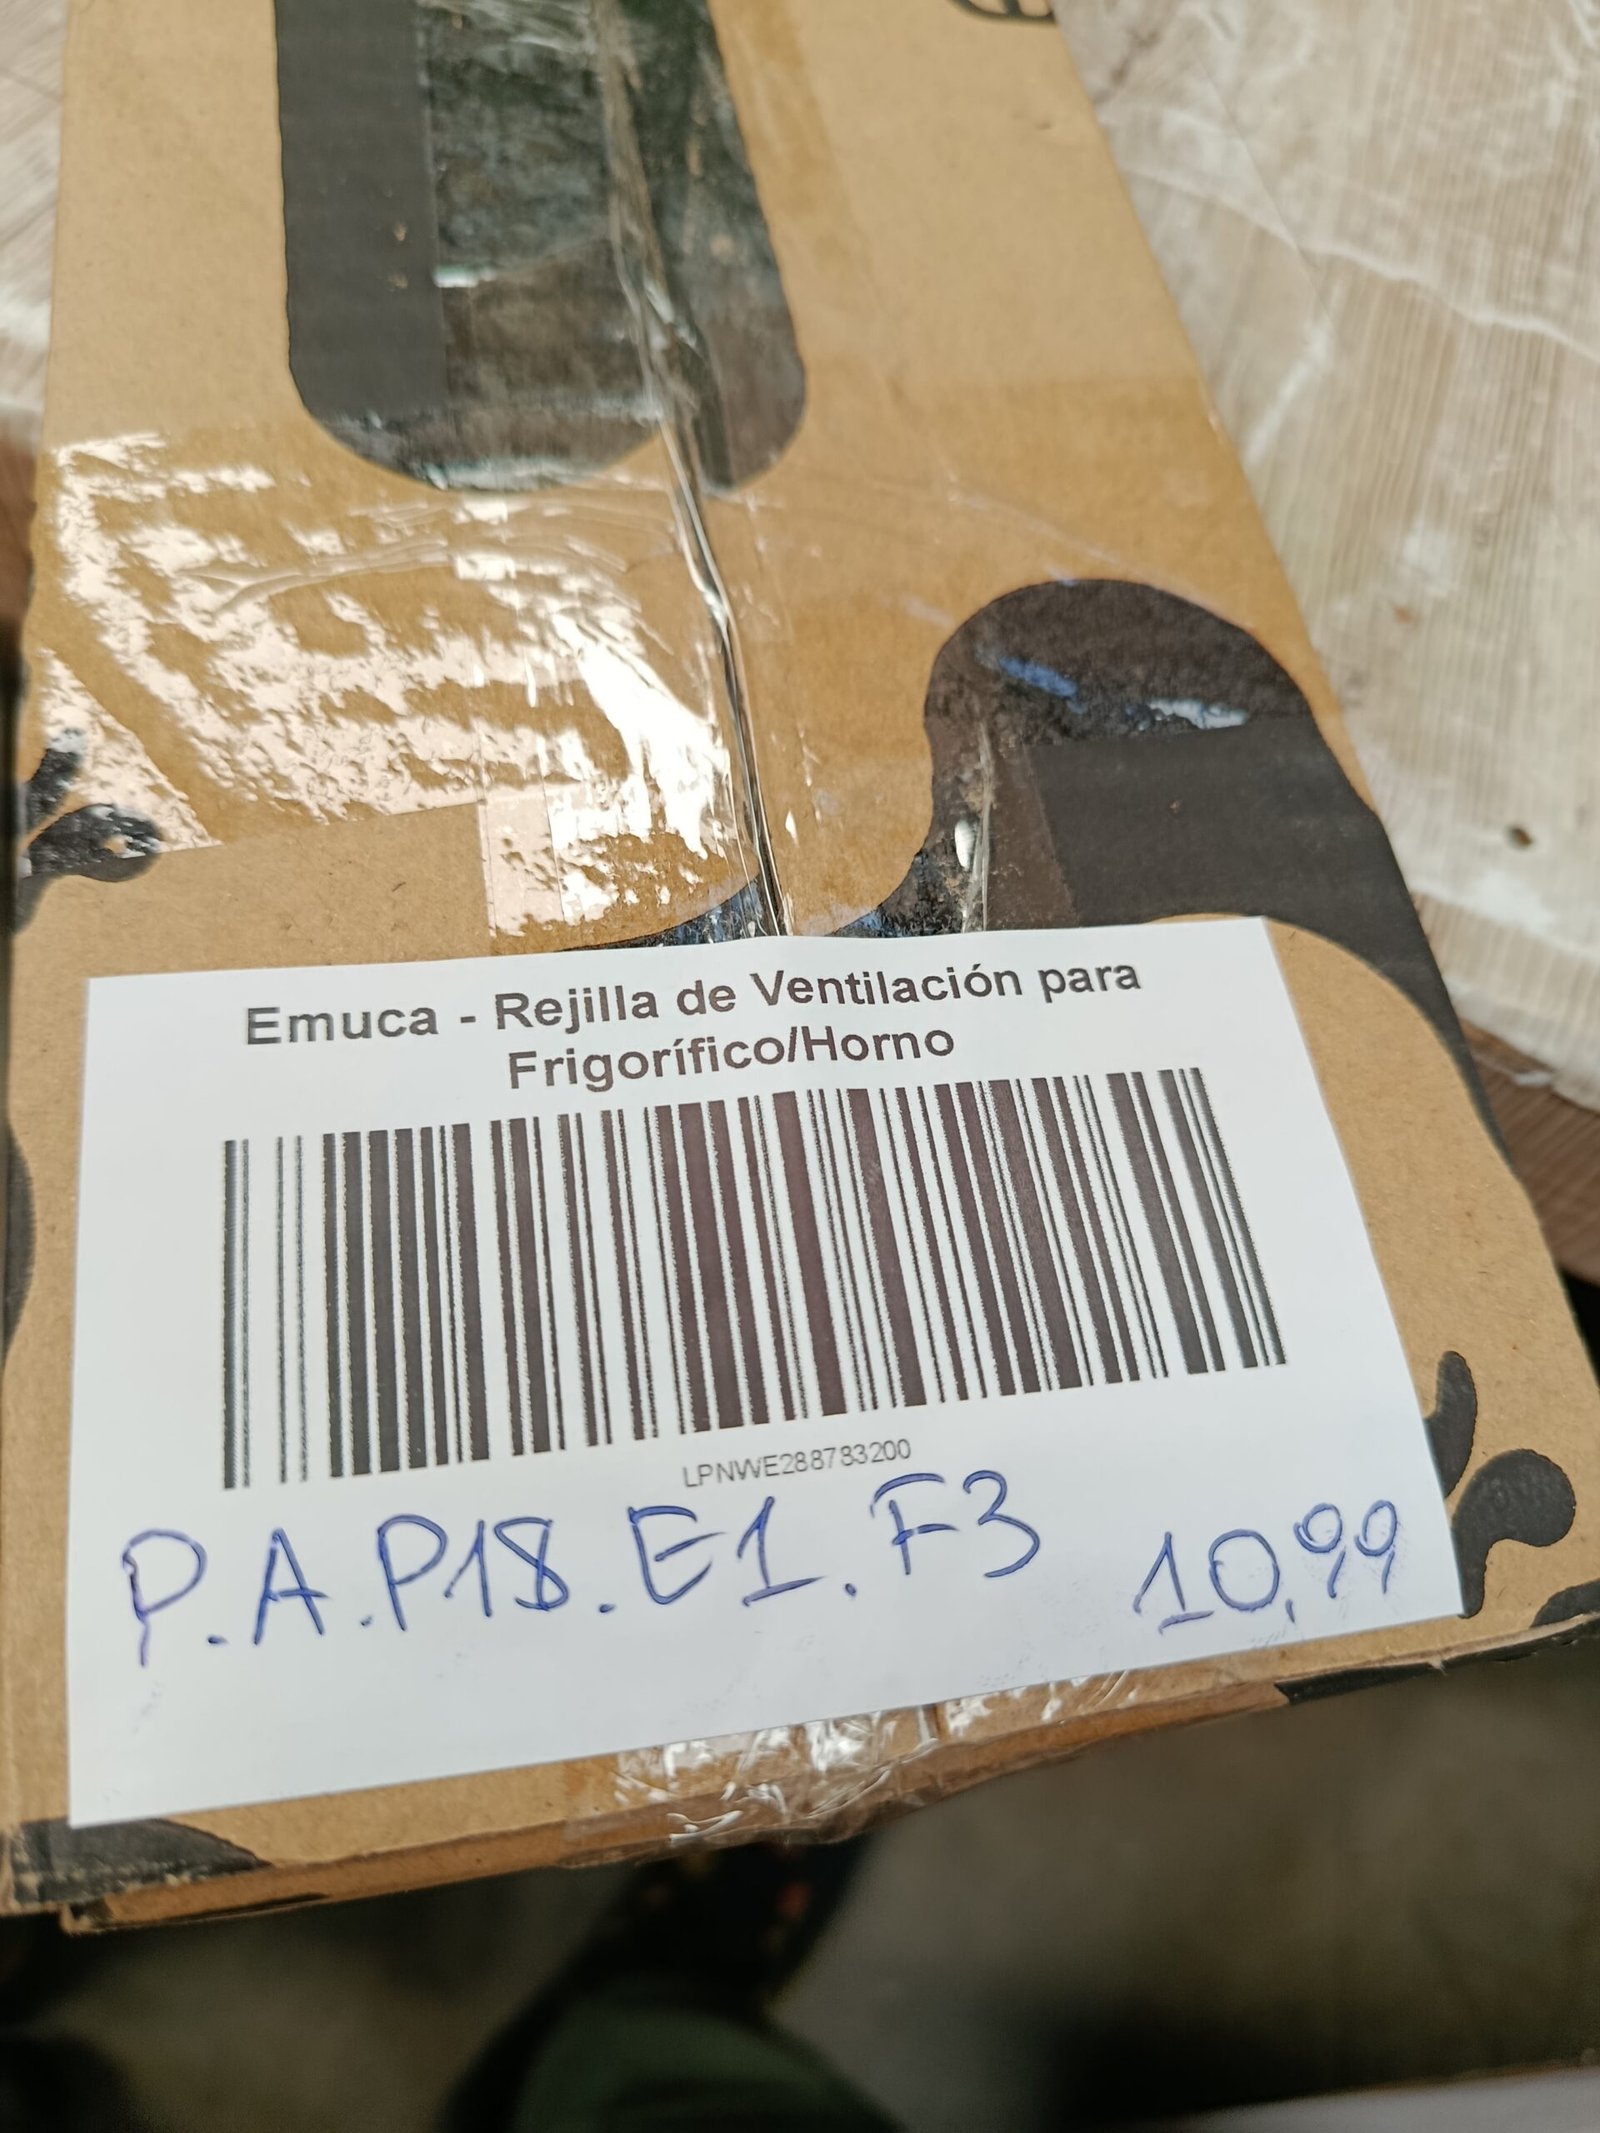 Emuca - Rejilla de Ventilación para
Frigorífico/Horno
LPNWE288783200
P.A.P18.E1.F3 10,99